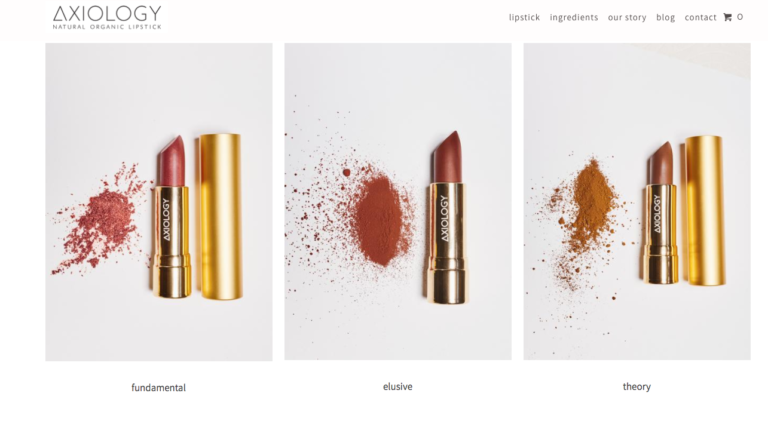 AXIOLOGY
NATURAL ORGANIC LIPSTICK
lipstick ingredients our story blog contact 0
AXIOLOGY
AXIOLOGY
AXIOLOGY
fundamental
elusive
theory